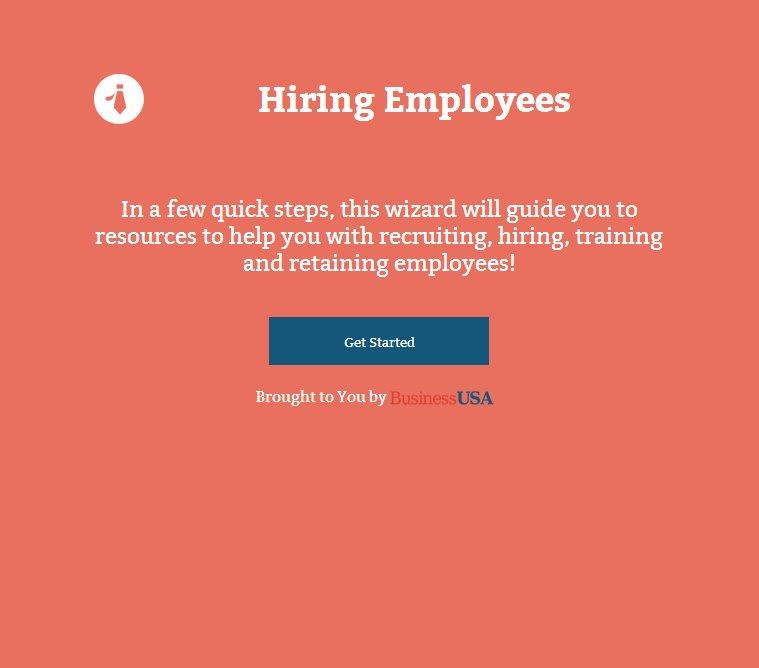 Hiring Employees
In a few quick steps, this wizard will guide you to
resources to help you with recruiting, hiring, training
and retaining employees!
Get Started
Brought to You by BusinessUSA